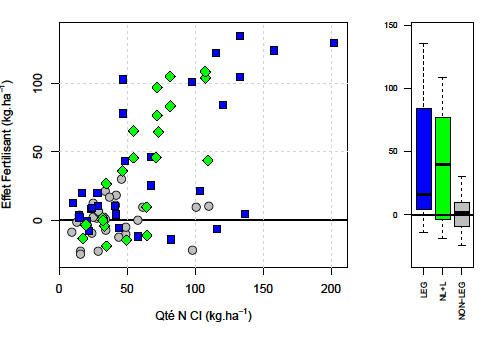 Effet Fertilisant (kg.ha⁻¹)
100
50
0
0 50 100 150 200
Qté N CI (kg.ha⁻¹)
150
100
50
0
LEG
NL+L
NON-LEG